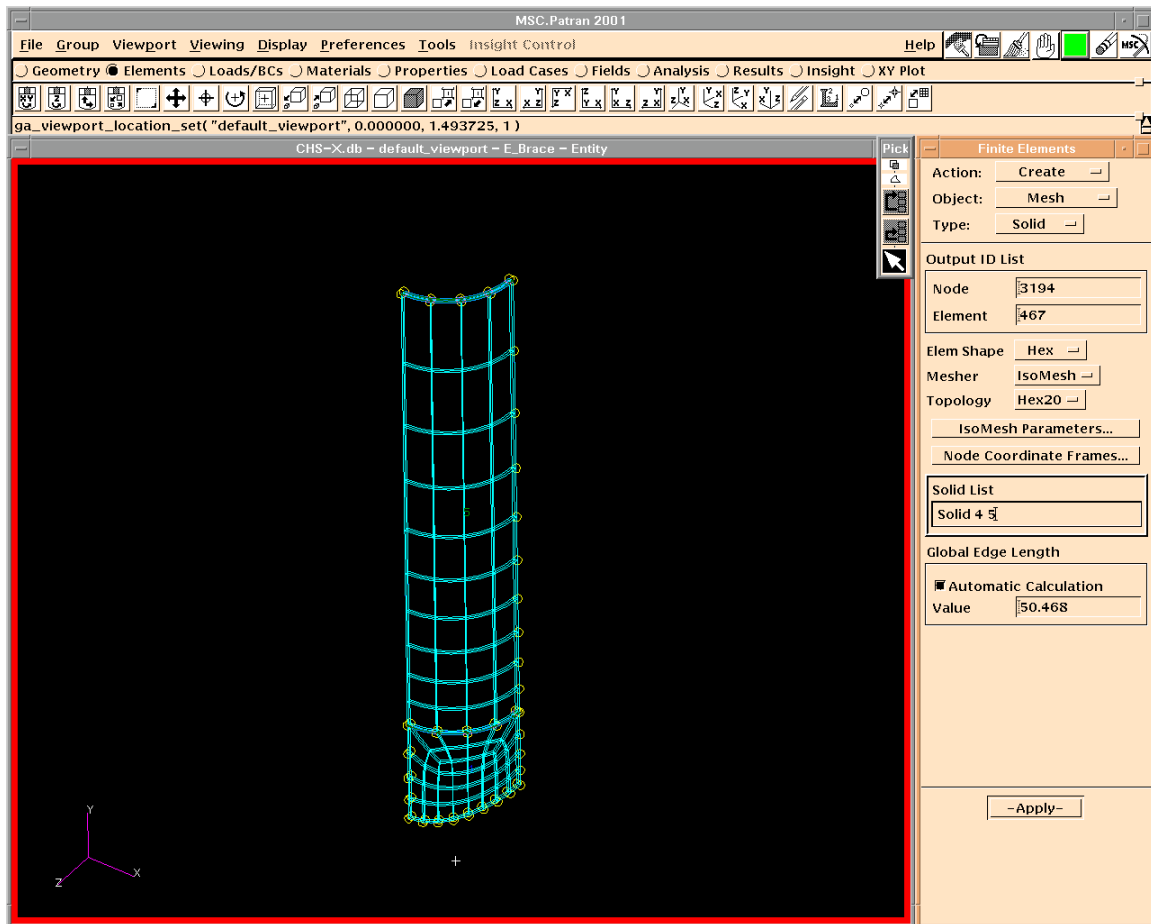 MSC.Patran 2001
File Group Viewport Viewing Display Preferences Tools Insight Control Help
MSC
Geometry Elements Loads/BCs Materials Properties Load Cases Fields Analysis Results Insight XY Plot
ga_viewport_location_set( "default_viewport", 0.000000, 1.493725, 1 )
CHS-X.db - default_viewport - E_Brace - Entity
Pick
Finite Elements
Action: Create
Object: Mesh
Type: Solid
Output ID List
Node 3194
Element 467
Elem Shape Hex
Mesher IsoMesh
Topology Hex20
IsoMesh Parameters...
Node Coordinate Frames...
Solid List
Solid 4 5
Global Edge Length
Automatic Calculation
Value 50.468
-Apply-
5
Y
Z
X